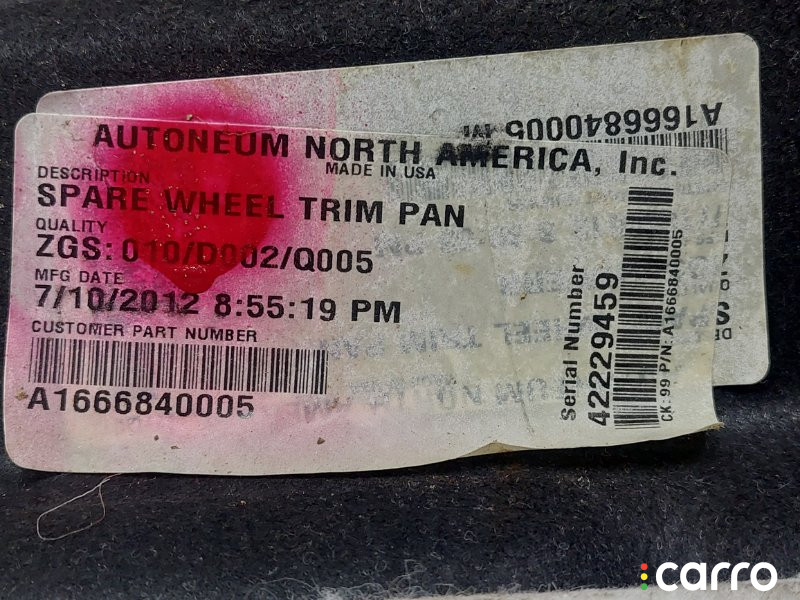 AUTONEUM NORTH AMERICA, Inc.
MADE IN USA
DESCRIPTION
SPARE WHEEL TRIM PAN
QUALITY
ZGS: 010/D002/Q005
MFG DATE
7/10/2012 8:55:19 PM
CUSTOMER PART NUMBER
A1666840005
Serial Number
42229459
CK: 99 P/N: A1666840005
A1666840005
carro